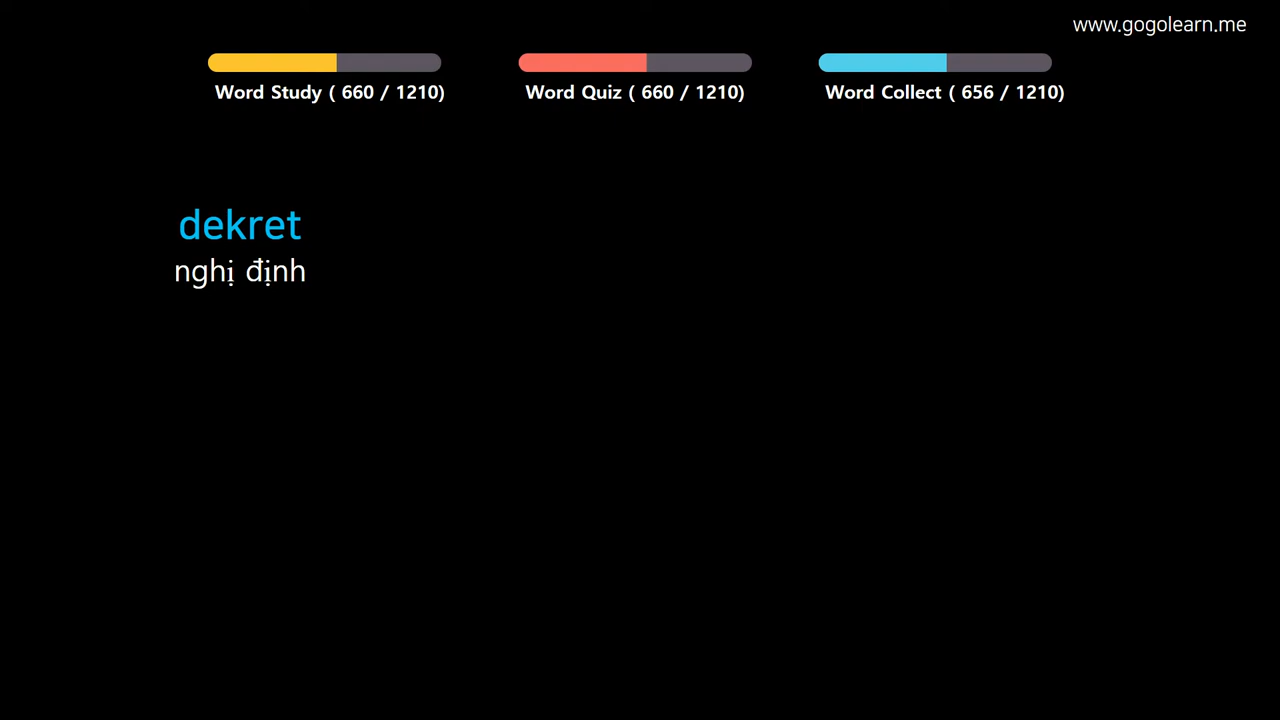 www.gogolearn.me
Word Study ( 660 / 1210)
Word Quiz ( 660 / 1210)
Word Collect ( 656 / 1210)
dekret
nghị định